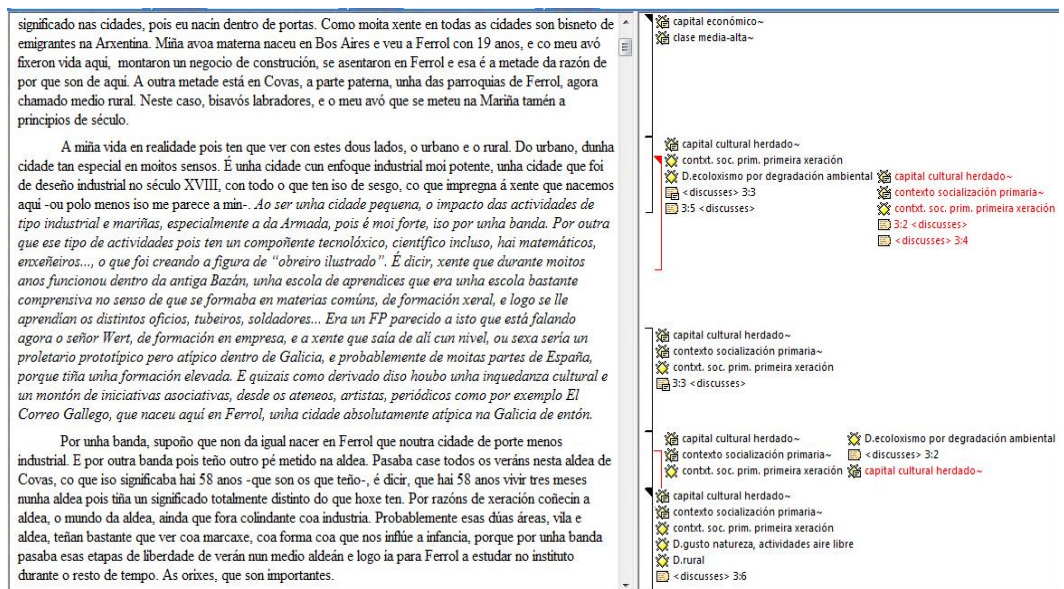 significado nas cidades, pois eu nacín dentro de portas. Como moita xente en todas as cidades son bisneto de
emigrantes na Arxentina. Miña avoa materna naceu en Bos Aires e veu a Ferrol con 19 anos, e co meu avó
fixeron vida aquí, montaron un negocio de construción, se asentaron en Ferrol e esa é a metade da razón de
por que son de aquí. A outra metade está en Covas, a parte paterna, unha das parroquias de Ferrol, agora
chamado medio rural. Neste caso, bisavós labradores, e o meu avó que se meteu na Mariña tamén a
principios de século.
A miña vida en realidade pois ten que ver con estes dous lados, o urbano e o rural. Do urbano, dunha
cidade tan especial en moitos sensos. É unha cidade cun enfoque industrial moi potente, unha cidade que foi
de deseño industrial no século XVIII, con todo o que ten iso de sesgo, co que impregna á xente que nacemos
aquí -ou polo menos iso me parece a min-. Ao ser unha cidade pequena, o impacto das actividades de
tipo industrial e mariñas, especialmente a da Armada, pois é moi forte, iso por unha banda. Por outra
que ese tipo de actividades pois ten un compoñente tecnolóxico, científico incluso, hai matemáticos,
enxeñeiros..., o que foi creando a figura de “obreiro ilustrado”. É dicir, xente que durante moitos
anos funcionou dentro da antiga Bazán, unha escola de aprendices que era unha escola bastante
comprensiva no senso de que se formaba en materias comúns, de formación xeral, e logo se lle
aprendían os distintos oficios, tubeiros, soldadores... Era un FP parecido a isto que está falando
agora o señor Wert, de formación en empresa, e a xente que saía de alí cun nivel, ou sexa sería un
proletario prototípico pero atípico dentro de Galicia, e probablemente de moitas partes de España,
porque tiña unha formación elevada. E quizais como derivado diso houbo unha inquedanza cultural e
un montón de iniciativas asociativas, desde os ateneos, artistas, periódicos como por exemplo El
Correo Gallego, que naceu aquí en Ferrol, unha cidade absolutamente atípica na Galicia de entón.
Por unha banda, supoño que non da igual nacer en Ferrol que noutra cidade de porte menos
industrial. E por outra banda pois teño outro pé metido na aldea. Pasaba case todos os veráns nesta aldea de
Covas, co que iso significaba hai 58 anos -que son os que teño-, é dicir, que hai 58 anos vivir tres meses
nunha aldea pois tiña un significado totalmente distinto do que hoxe ten. Por razóns de xeración coñecin a
aldea, o mundo da aldea, ainda que fora colindante coa industria. Probablemente esas dúas áreas, vila e
aldea, teñan bastante que ver coa marcaxe, coa forma coa que nos inflúe a infancia, porque por unha banda
pasaba esas etapas de liberdade de verán nun medio aldeán e logo ía para Ferrol a estudar no instituto
durante o resto de tempo. As orixes, que son importantes.
capital económico~
clase media-alta~
capital cultural herdado~
contxt. soc. prim. primeira xeración
D.ecoloxismo por degradación ambiental capital cultural herdado~
<discusses> 3:3 contexto socialización primaria~
3:5 <discusses> contxt. soc. prim. primeira xeración
3:2 <discusses>
<discusses> 3:4
capital cultural herdado~
contexto socialización primaria~
contxt. soc. prim. primeira xeración
3:3 <discusses>
capital cultural herdado~ D.ecoloxismo por degradación ambiental
contexto socialización primaria~ <discusses> 3:2
contxt. soc. prim. primeira xeración capital cultural herdado~
capital cultural herdado~
contexto socialización primaria~
contxt. soc. prim. primeira xeración
D.gusto natureza, actividades aire libre
D.rural
<discusses> 3:6